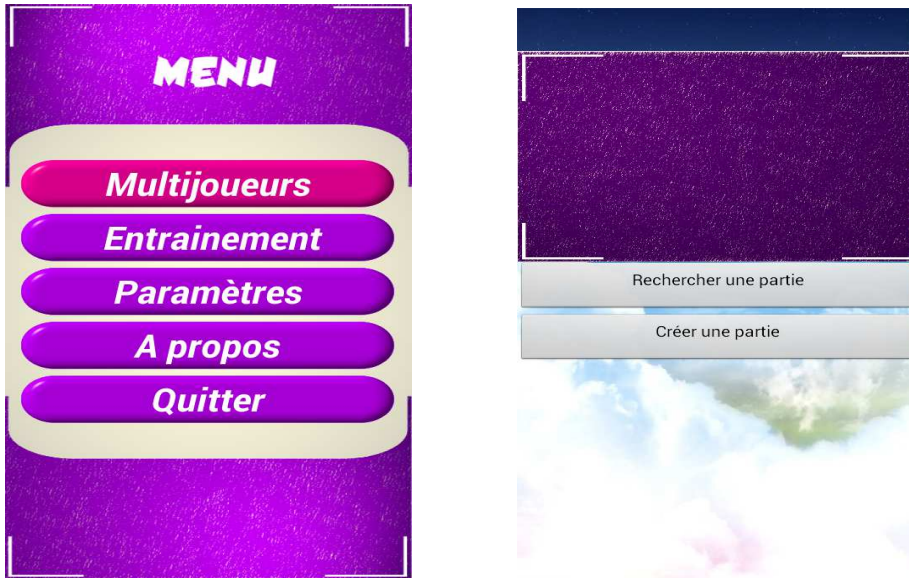 MENU
Multijoueurs
Entrainement
Paramètres
A propos
Quitter
Rechercher une partie
Créer une partie